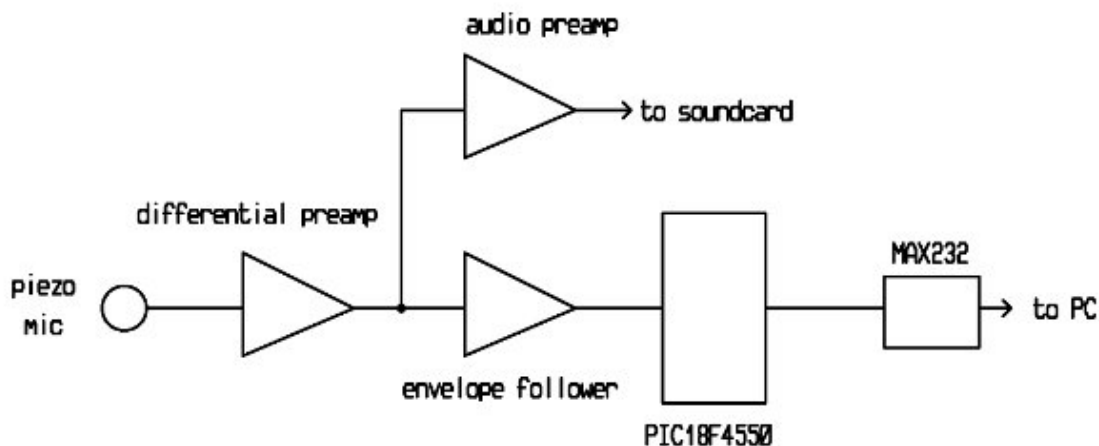 audio preamp
to soundcard
differential preamp
MAX232
piezo
mic
to PC
envelope follower
PIC18F4550